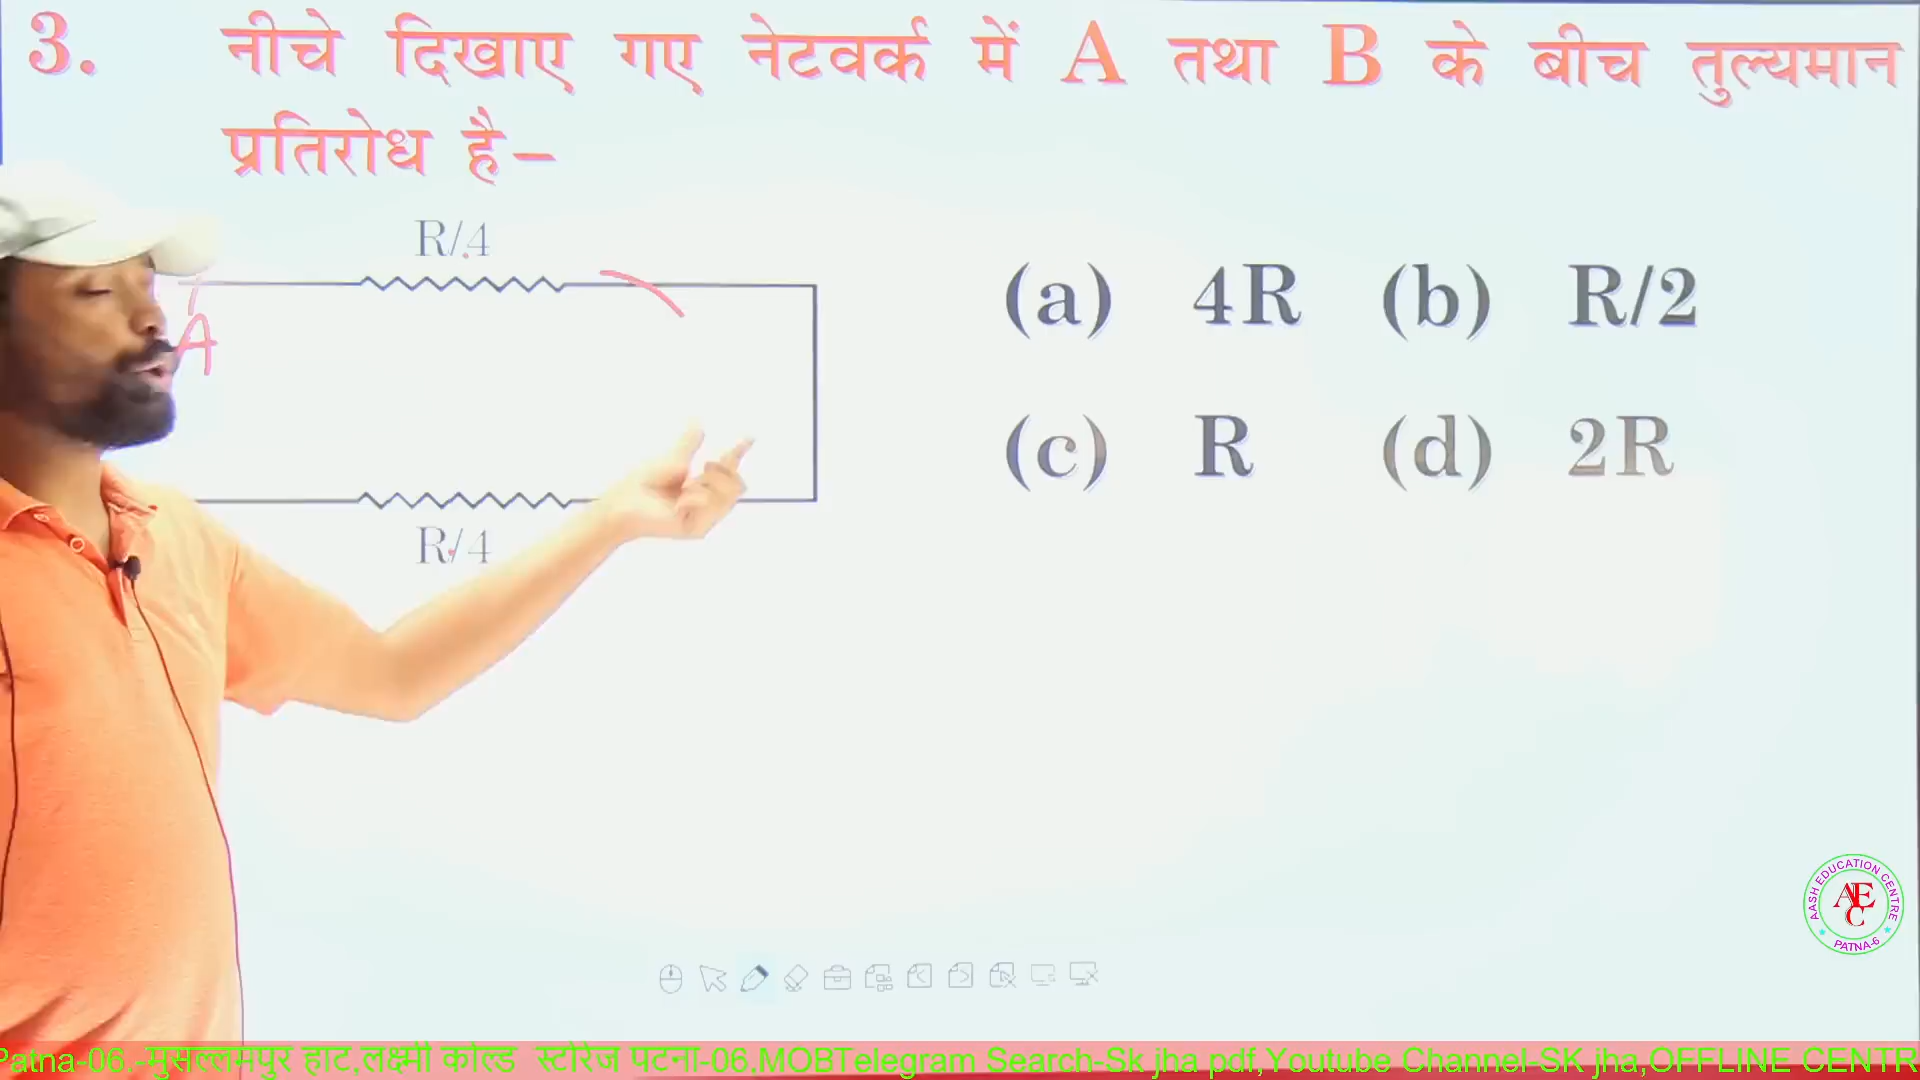 3. नीचे दिखाए गए नेटवर्क में A तथा B के बीच तुल्यमान
प्रतिरोध है–
R/4
A
R/4
(a) 4R (b) R/2
(c) R (d) 2R
AASH EDUCATION CENTRE
AEC
PATNA-6
Patna-06.-मुसल्लमपुर हाट,लक्ष्मी कोल्ड स्टोरेज पटना-06.MOBTelegram Search-Sk jha pdf,Youtube Channel-SK jha,OFFLINE CENTR